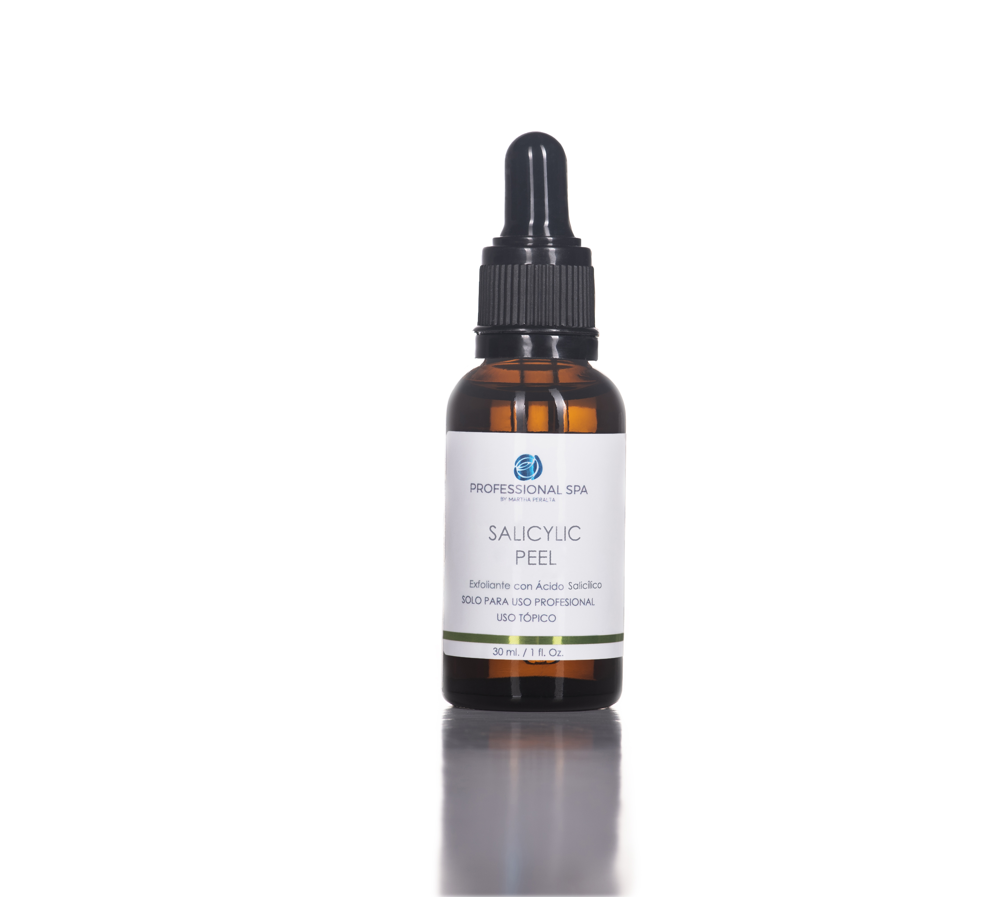 PROFESSIONAL SPA
BY MARTHA PERALTA
SALICYLIC
PEEL
Exfoliante con Ácido Salicílico
SOLO PARA USO PROFESIONAL
USO TÓPICO
30 ml. / 1 fl. Oz.